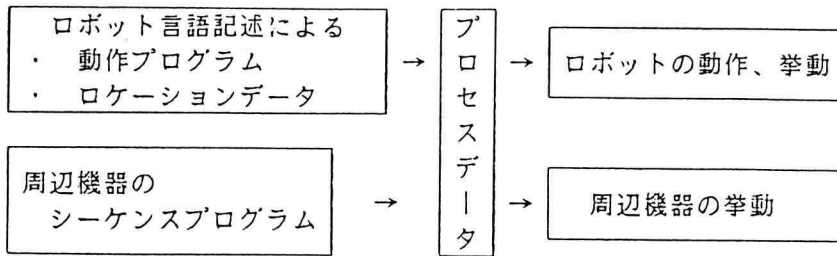 ロボット言語記述による
・ 動作プログラム
・ ロケーションデータ
→
プロセスデータ
→
ロボットの動作、挙動
周辺機器の
シーケンスプログラム
→
→
周辺機器の挙動